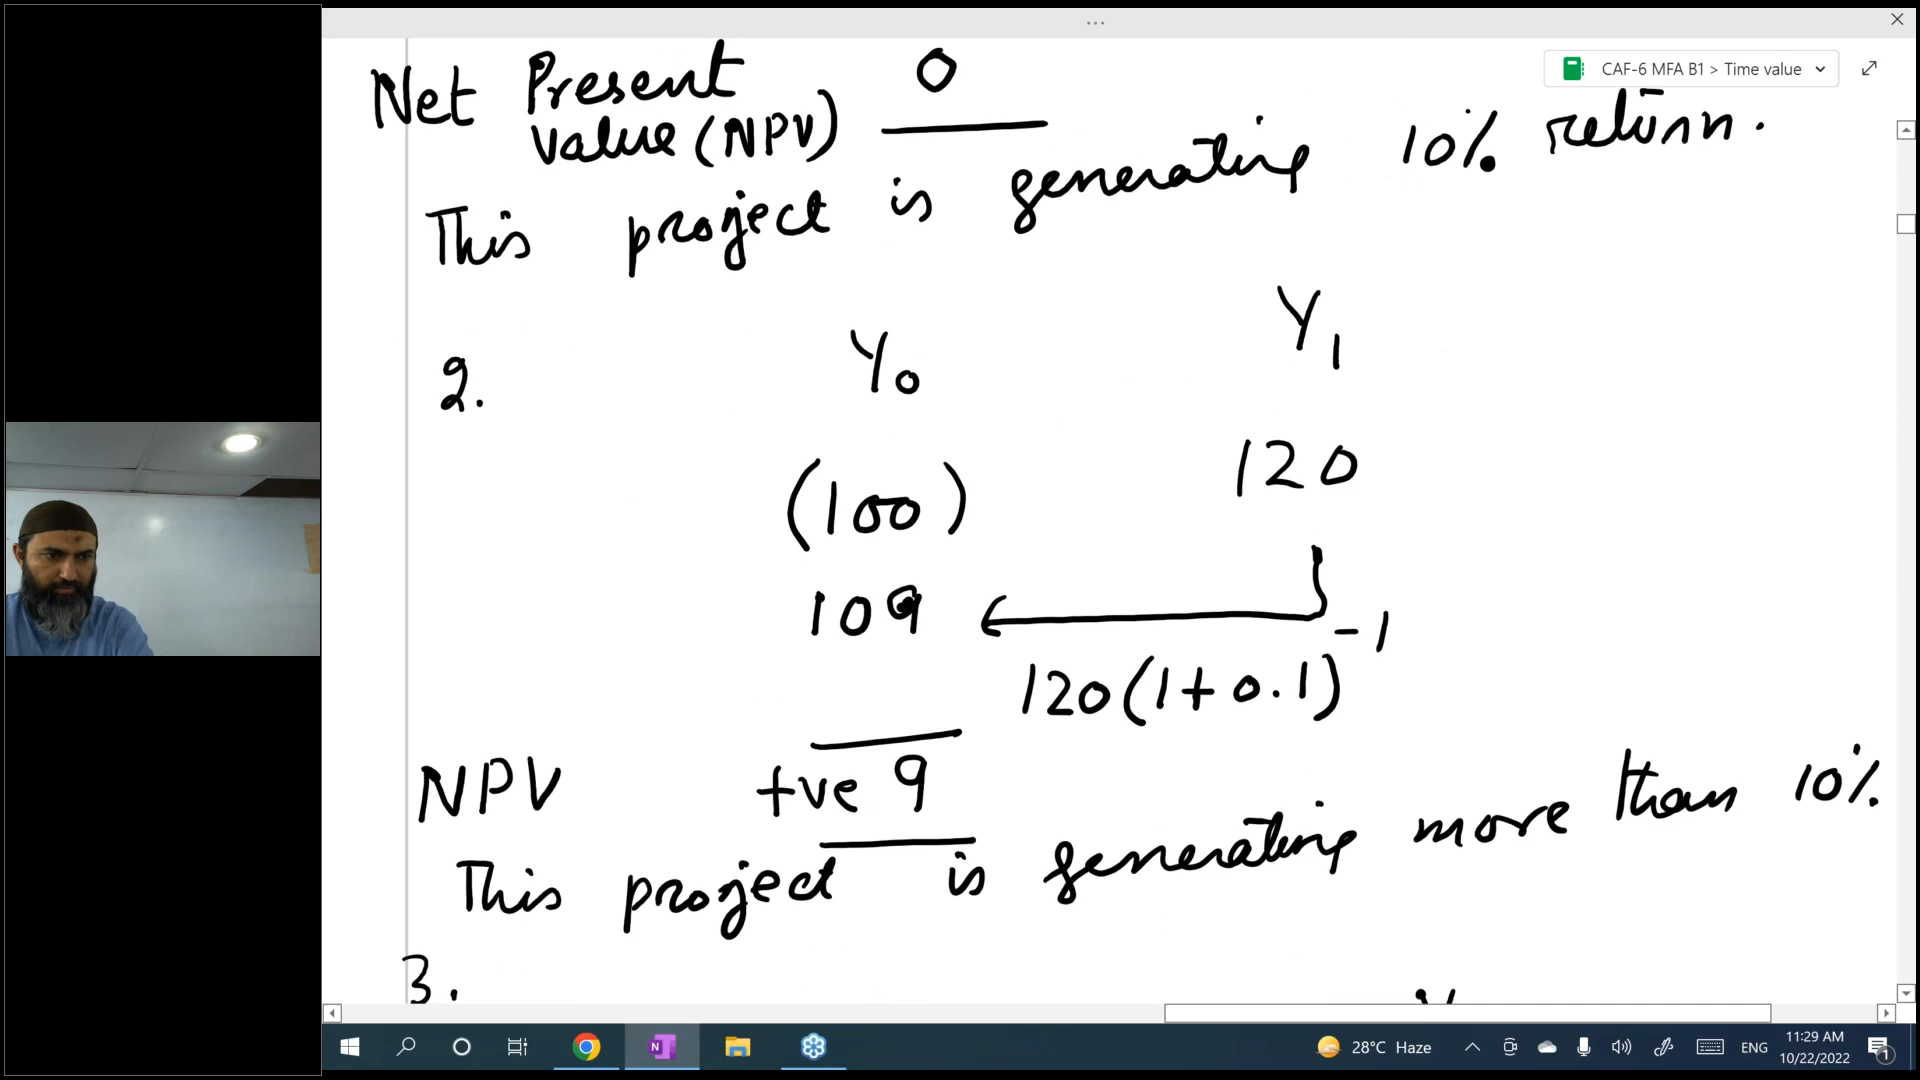 CAF-6 MFA B1 > Time value
Net Present 0
Value (NPV)
This project is generating 10% return.
2. Y0 Y1
(100) 120
109
120(1+0.1)-1
NPV +ve 9
This project is generating more than 10%
3.
28°C Haze
ENG
11:29 AM
10/22/2022
1